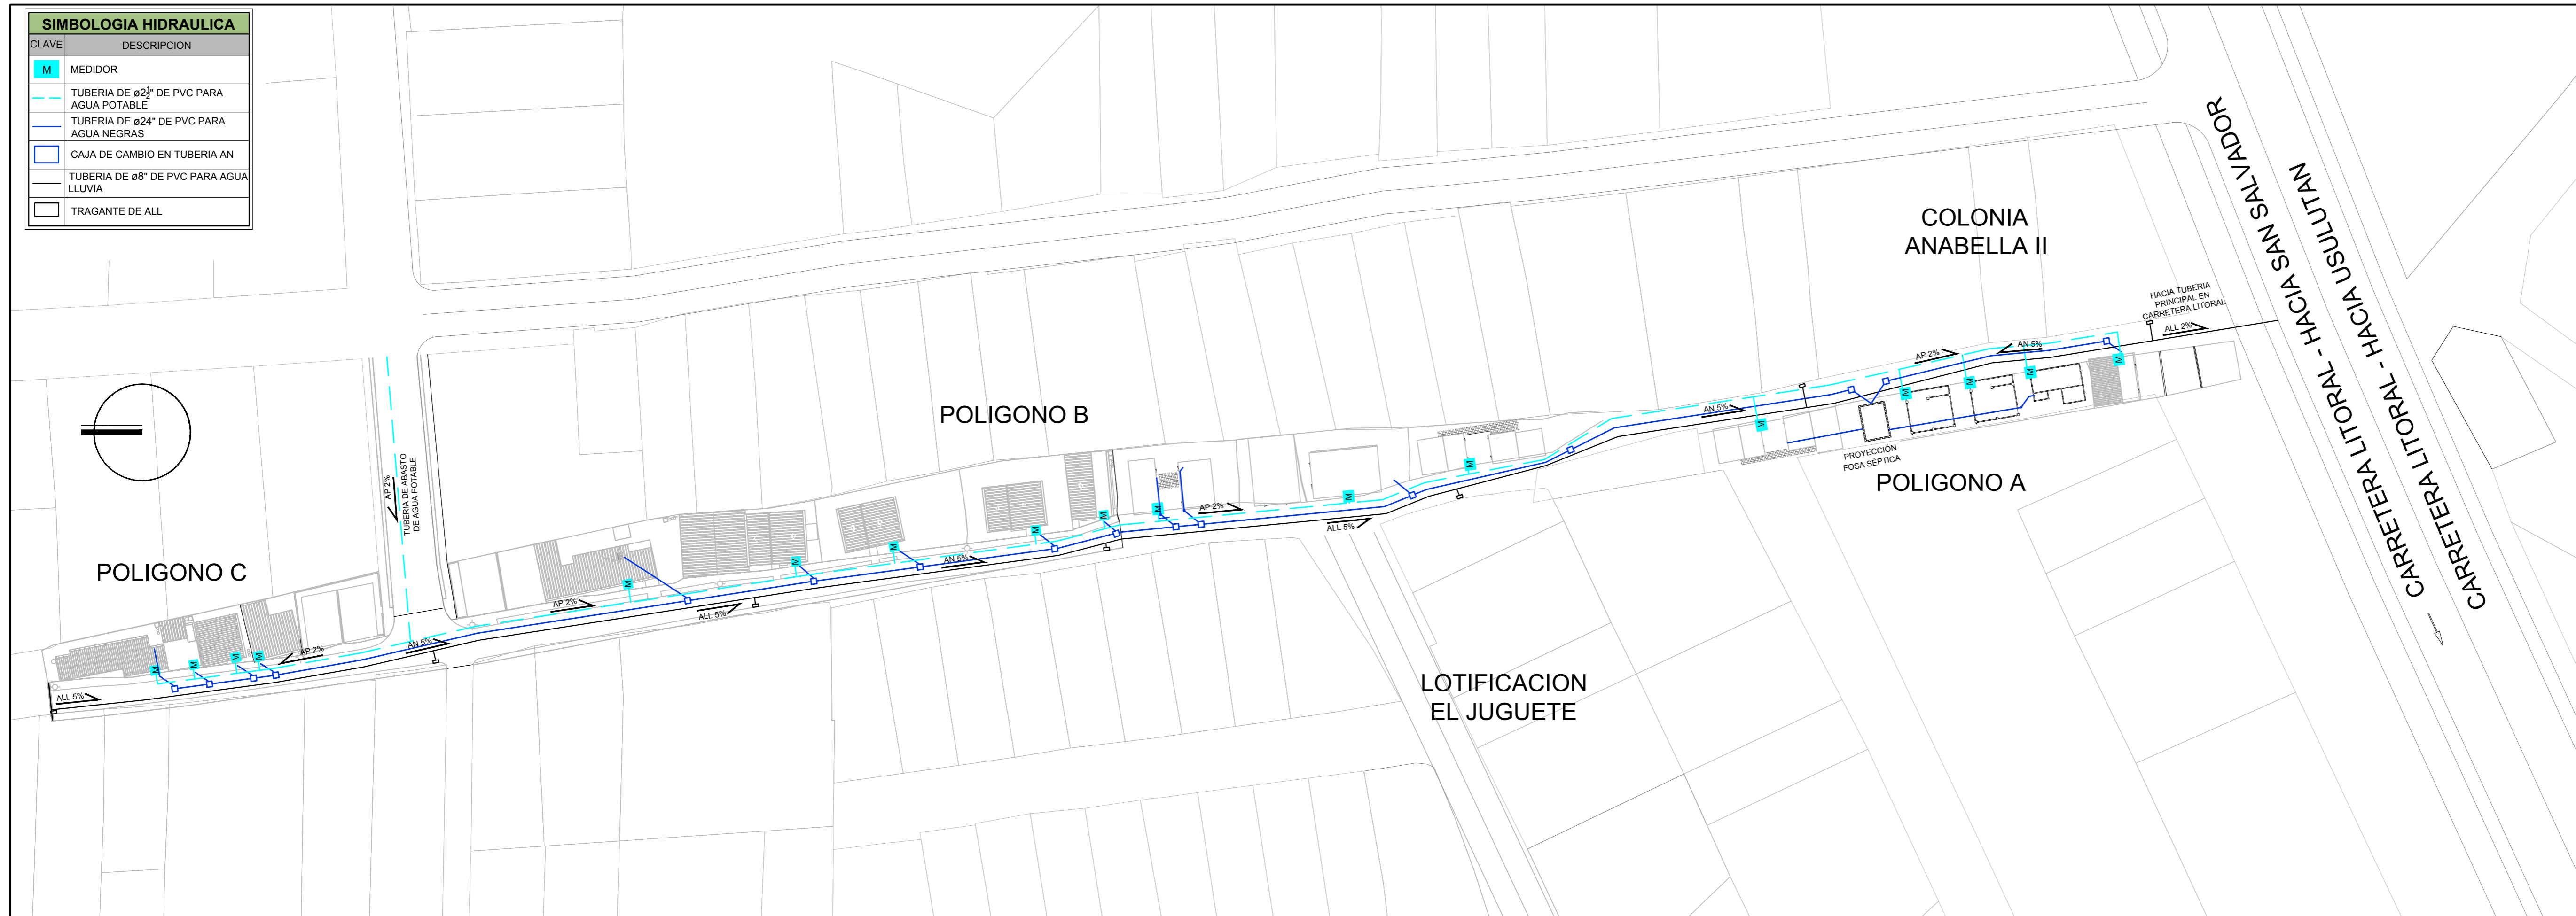 SIMBOLOGIA HIDRAULICA
CLAVE DESCRIPCION
M MEDIDOR
TUBERIA DE ø2½" DE PVC PARA
AGUA POTABLE
TUBERIA DE ø24" DE PVC PARA
AGUA NEGRAS
CAJA DE CAMBIO EN TUBERIA AN
TUBERIA DE ø8" DE PVC PARA AGUA
LLUVIA
TRAGANTE DE ALL
CARRETERA LITORAL - HACIA SAN SALVADOR
CARRETERA LITORAL - HACIA USULUTAN
COLONIA
ANABELLA II
HACIA TUBERIA
PRINCIPAL EN
CARRETERA LITORAL
ALL 2%
AN 5%
AP 2%
M
M
M
M
AN 5%
M
PROYECCIÓN
FOSA SÉPTICA
POLIGONO A
POLIGONO B
M
M
AP 2%
ALL 5%
M
M
M
AN 5%
M
M
M
AP 2%
ALL 5%
AP 2%
TUBERIA DE ABASTO
DE AGUA POTABLE
POLIGONO C
AN 5%
AP 2%
M
M
M
M
ALL 5%
LOTIFICACION
EL JUGUETE